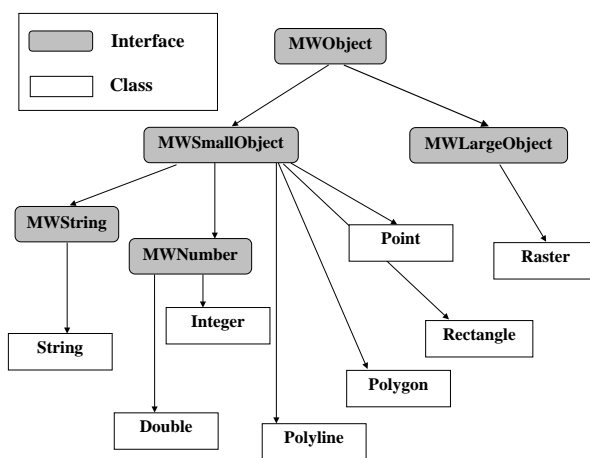 Interface
Class
MWObject
MWSmallObject
MWLargeObject
MWString
MWNumber
Point
Raster
Integer
String
Rectangle
Polygon
Double
Polyline